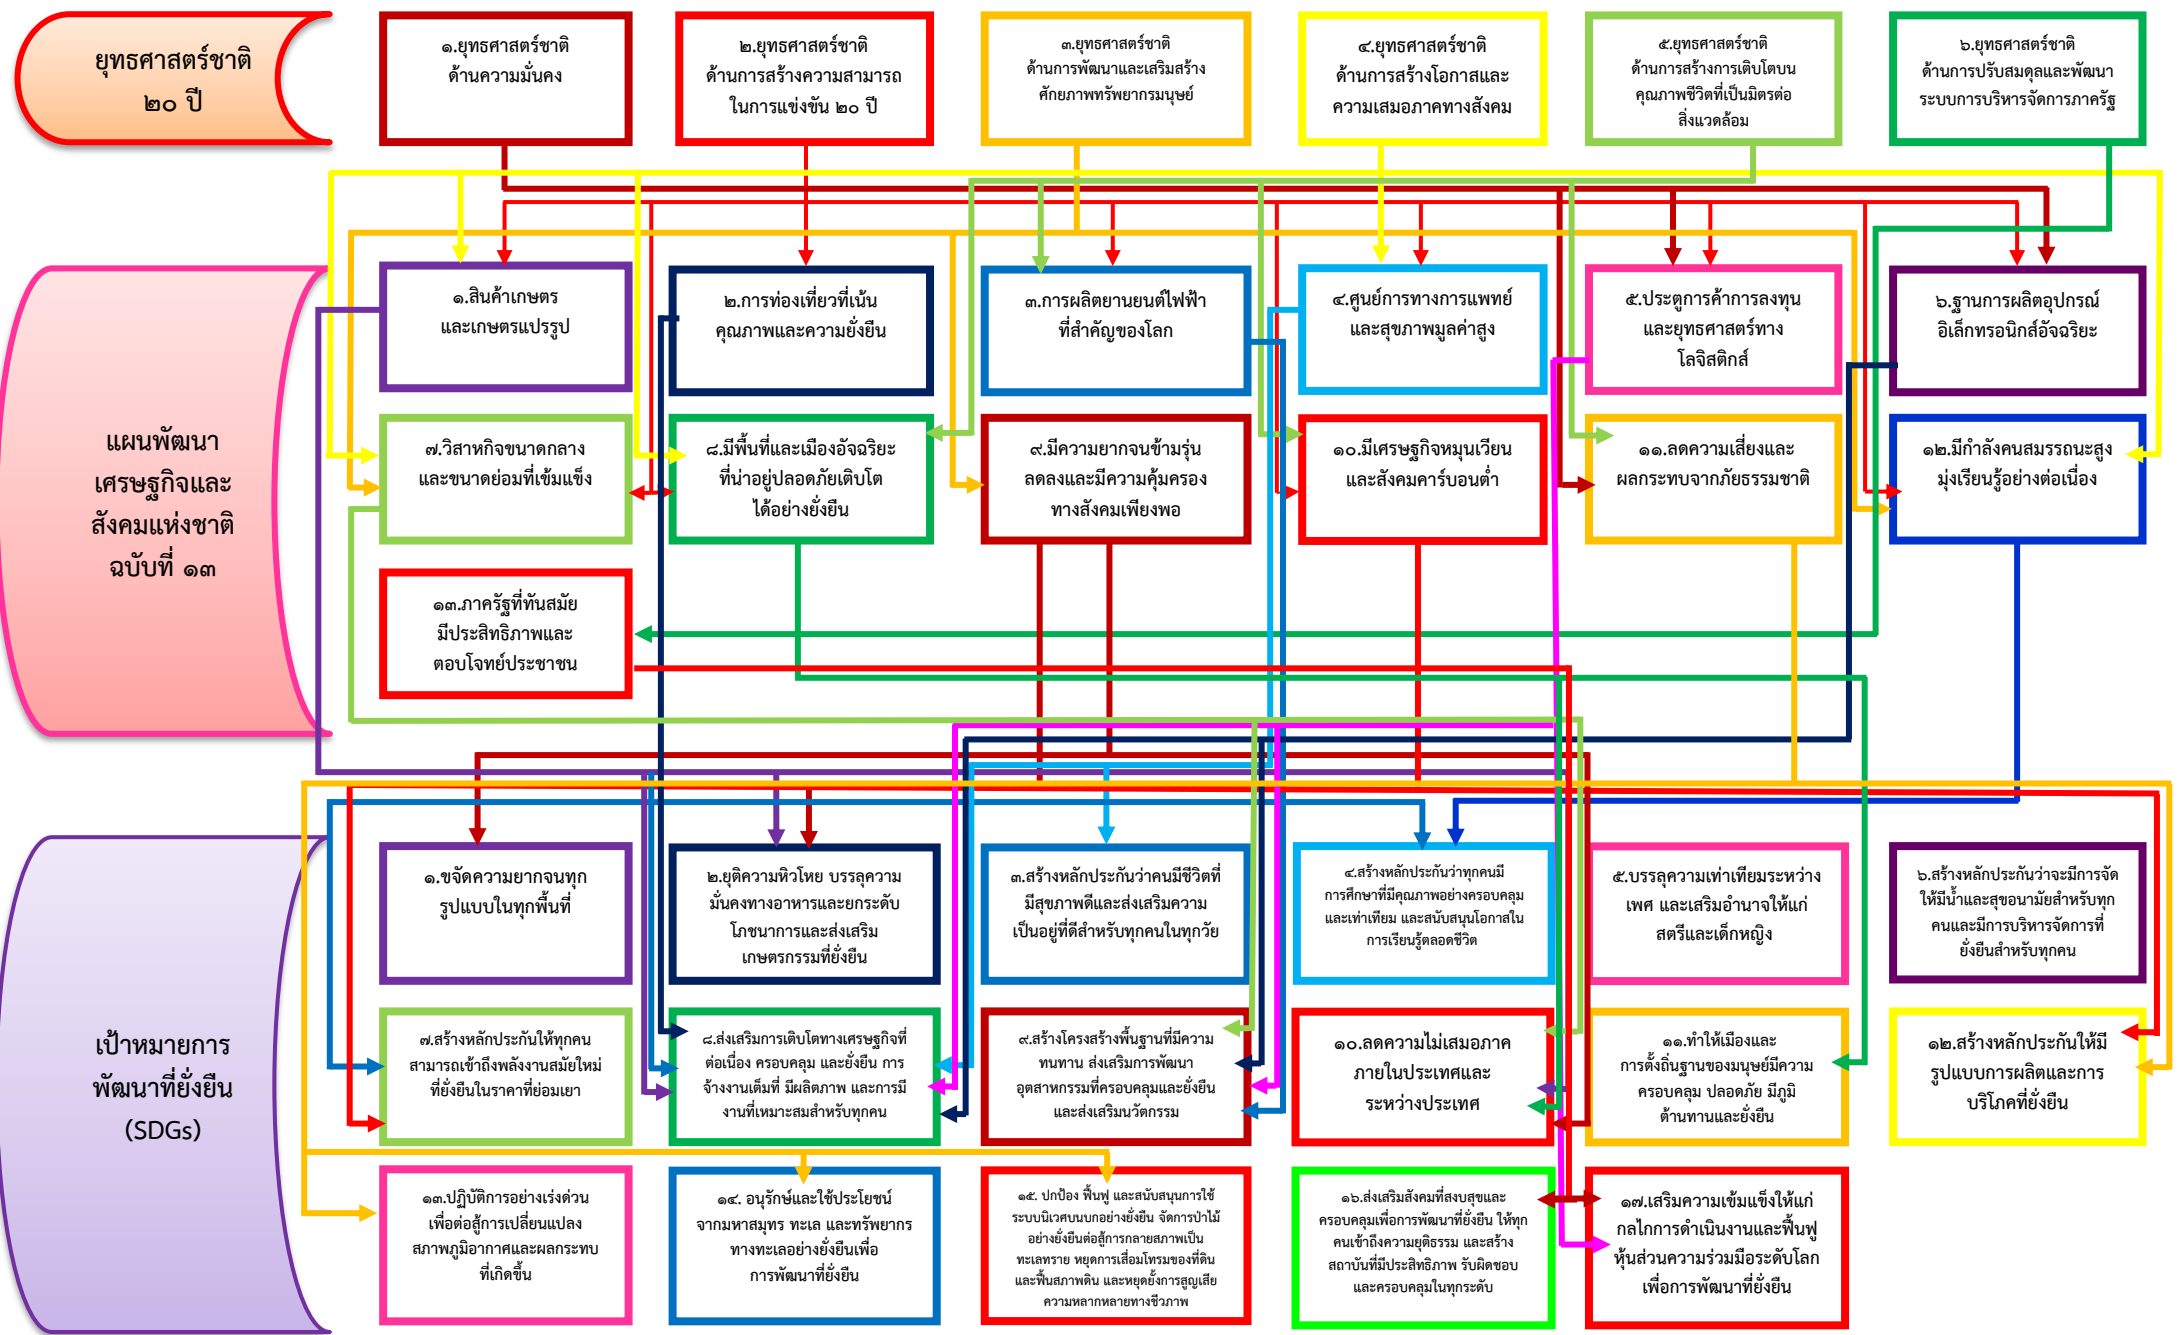 ยุทธศาสตร์ชาติ
๒๐ ปี
๑.ยุทธศาสตร์ชาติ
ด้านความมั่นคง
๒.ยุทธศาสตร์ชาติ
ด้านการสร้างความสามารถ
ในการแข่งขัน ๒๐ ปี
๓.ยุทธศาสตร์ชาติ
ด้านการพัฒนาและเสริมสร้าง
ศักยภาพทรัพยากรมนุษย์
๔.ยุทธศาสตร์ชาติ
ด้านการสร้างโอกาสและ
ความเสมอภาคทางสังคม
๕.ยุทธศาสตร์ชาติ
ด้านการสร้างการเติบโตบน
คุณภาพชีวิตที่เป็นมิตรต่อ
สิ่งแวดล้อม
๖.ยุทธศาสตร์ชาติ
ด้านการปรับสมดุลและพัฒนา
ระบบการบริหารจัดการภาครัฐ
แผนพัฒนา
เศรษฐกิจและ
สังคมแห่งชาติ
ฉบับที่ ๑๓
๑.สินค้าเกษตร
และเกษตรแปรรูป
๒.การท่องเที่ยวที่เน้น
คุณภาพและความยั่งยืน
๓.การผลิตยานยนต์ไฟฟ้า
ที่สำคัญของโลก
๔.ศูนย์การทางการแพทย์
และสุขภาพมูลค่าสูง
๕.ประตูการค้าการลงทุน
และยุทธศาสตร์ทาง
โลจิสติกส์
๖.ฐานการผลิตอุปกรณ์
อิเล็กทรอนิกส์อัจฉริยะ
๗.วิสาหกิจขนาดกลาง
และขนาดย่อมที่เข้มแข็ง
๘.มีพื้นที่และเมืองอัจฉริยะ
ที่น่าอยู่ปลอดภัยเติบโต
ได้อย่างยั่งยืน
๙.มีความยากจนข้ามรุ่น
ลดลงและมีความคุ้มครอง
ทางสังคมเพียงพอ
๑๐.มีเศรษฐกิจหมุนเวียน
และสังคมคาร์บอนต่ำ
๑๑.ลดความเสี่ยงและ
ผลกระทบจากภัยธรรมชาติ
๑๒.มีกำลังคนสมรรถนะสูง
มุ่งเรียนรู้อย่างต่อเนื่อง
๑๓.ภาครัฐที่ทันสมัย
มีประสิทธิภาพและ
ตอบโจทย์ประชาชน
เป้าหมายการ
พัฒนาที่ยั่งยืน
(SDGs)
๑.ขจัดความยากจนทุก
รูปแบบในทุกพื้นที่
๒.ยุติความหิวโหย บรรลุความ
มั่นคงทางอาหารและยกระดับ
โภชนาการและส่งเสริม
เกษตรกรรมที่ยั่งยืน
๓.สร้างหลักประกันว่าคนมีชีวิตที่
มีสุขภาพดีและส่งเสริมความ
เป็นอยู่ที่ดีสำหรับทุกคนในทุกวัย
๔.สร้างหลักประกันว่าทุกคนมี
การศึกษาที่มีคุณภาพอย่างครอบคลุม
และเท่าเทียม และสนับสนุนโอกาสใน
การเรียนรู้ตลอดชีวิต
๕.บรรลุความเท่าเทียมระหว่าง
เพศ และเสริมอำนาจให้แก่
สตรีและเด็กหญิง
๖.สร้างหลักประกันว่าจะมีการจัด
ให้มีน้ำและสุขอนามัยสำหรับทุก
คนและมีการบริหารจัดการที่
ยั่งยืนสำหรับทุกคน
๗.สร้างหลักประกันให้ทุกคน
สามารถเข้าถึงพลังงานสมัยใหม่
ที่ยั่งยืนในราคาที่ย่อมเยา
๘.ส่งเสริมการเติบโตทางเศรษฐกิจที่
ต่อเนื่อง ครอบคลุม และยั่งยืน การ
จ้างงานเต็มที่ มีผลิตภาพ และการมี
งานที่เหมาะสมสำหรับทุกคน
๙.สร้างโครงสร้างพื้นฐานที่มีความ
ทนทาน ส่งเสริมการพัฒนา
อุตสาหกรรมที่ครอบคลุมและยั่งยืน
และส่งเสริมนวัตกรรม
๑๐.ลดความไม่เสมอภาค
ภายในประเทศและ
ระหว่างประเทศ
๑๑.ทำให้เมืองและ
การตั้งถิ่นฐานของมนุษย์มีความ
ครอบคลุม ปลอดภัย มีภูมิ
ต้านทานและยั่งยืน
๑๒.สร้างหลักประกันให้มี
รูปแบบการผลิตและการ
บริโภคที่ยั่งยืน
๑๓.ปฏิบัติการอย่างเร่งด่วน
เพื่อต่อสู้การเปลี่ยนแปลง
สภาพภูมิอากาศและผลกระทบ
ที่เกิดขึ้น
๑๔. อนุรักษ์และใช้ประโยชน์
จากมหาสมุทร ทะเล และทรัพยากร
ทางทะเลอย่างยั่งยืนเพื่อ
การพัฒนาที่ยั่งยืน
๑๕. ปกป้อง ฟื้นฟู และสนับสนุนการใช้
ระบบนิเวศบนบกอย่างยั่งยืน จัดการป่าไม้
อย่างยั่งยืนต่อสู้การกลายสภาพเป็น
ทะเลทราย หยุดการเสื่อมโทรมของที่ดิน
และฟื้นสภาพดิน และหยุดยั้งการสูญเสีย
ความหลากหลายทางชีวภาพ
๑๖.ส่งเสริมสังคมที่สงบสุขและ
ครอบคลุมเพื่อการพัฒนาที่ยั่งยืน ให้ทุก
คนเข้าถึงความยุติธรรม และสร้าง
สถาบันที่มีประสิทธิภาพ รับผิดชอบ
และครอบคลุมในทุกระดับ
๑๗.เสริมความเข้มแข็งให้แก่
กลไกการดำเนินงานและฟื้นฟู
หุ้นส่วนความร่วมมือระดับโลก
เพื่อการพัฒนาที่ยั่งยืน